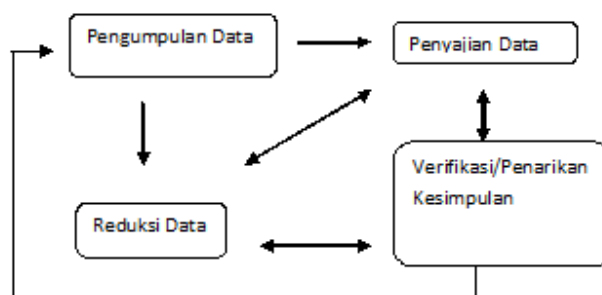 Pengumpulan Data
Penyajian Data
Verifikasi/Penarikan
Kesimpulan
Reduksi Data